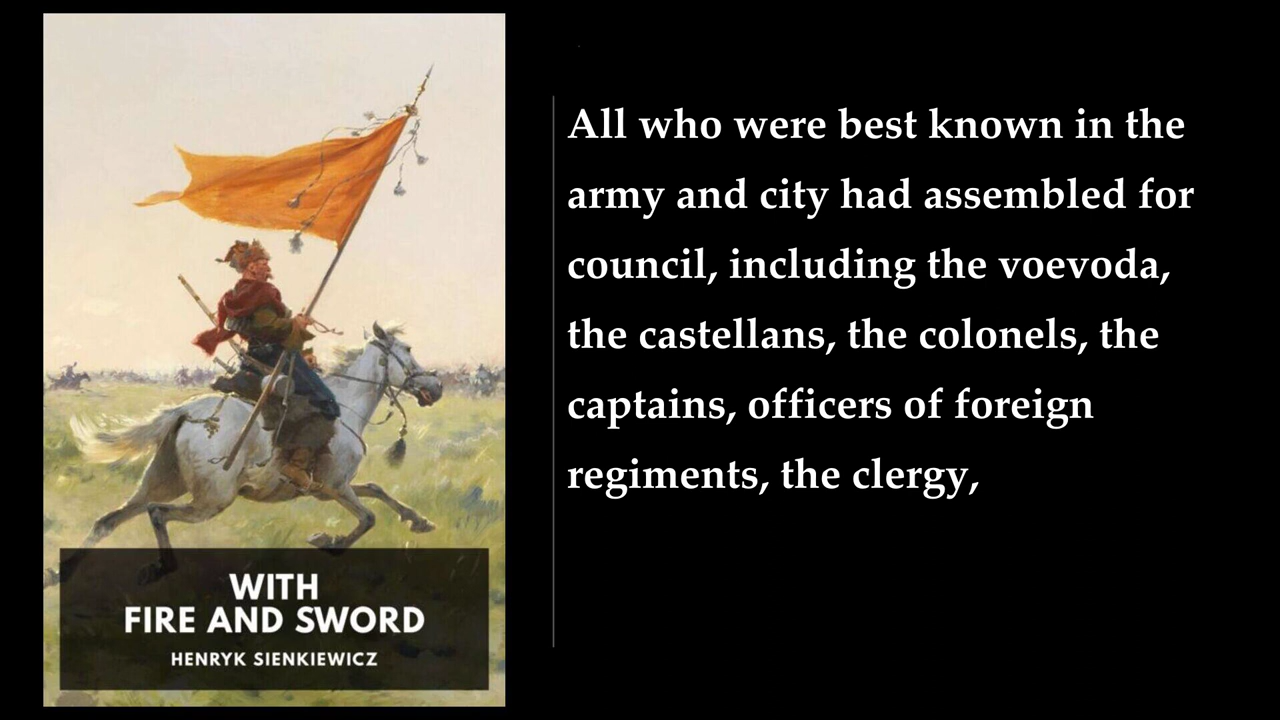 WITH
FIRE AND SWORD
HENRYK SIENKIEWICZ
All who were best known in the
army and city had assembled for
council, including the voevoda,
the castellans, the colonels, the
captains, officers of foreign
regiments, the clergy,